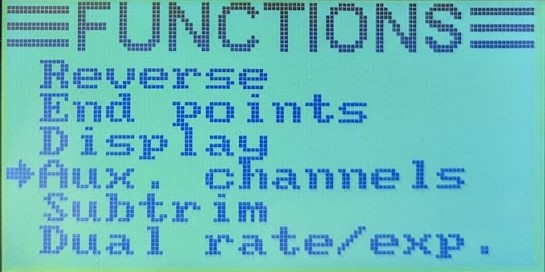 FUNCTIONS
Reverse
End points
Display
Aux. channels
Subtrim
Dual rate/exp.